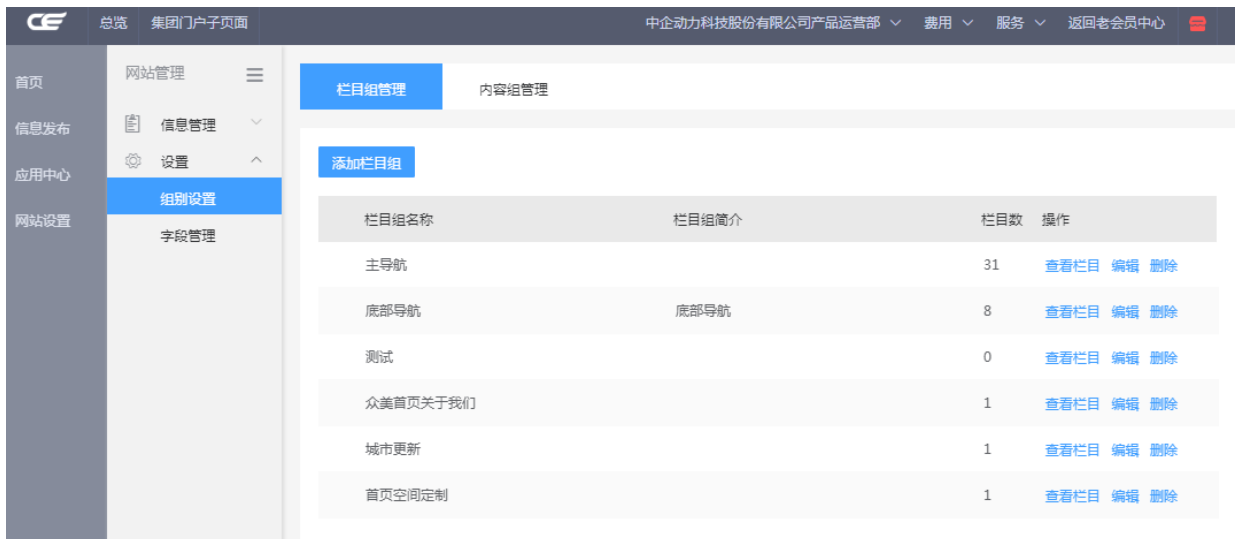 CE 总览 集团门户子页面 中企动力科技股份有限公司产品运营部 费用 服务 返回老会员中心
首页
信息发布
应用中心
网站设置
网站管理
信息管理
设置
组别设置
字段管理
栏目组管理 内容组管理
添加栏目组
栏目组名称 栏目组简介 栏目数 操作
主导航 31 查看栏目 编辑 删除
底部导航 底部导航 8 查看栏目 编辑 删除
测试 0 查看栏目 编辑 删除
众美首页关于我们 1 查看栏目 编辑 删除
城市更新 1 查看栏目 编辑 删除
首页空间定制 1 查看栏目 编辑 删除